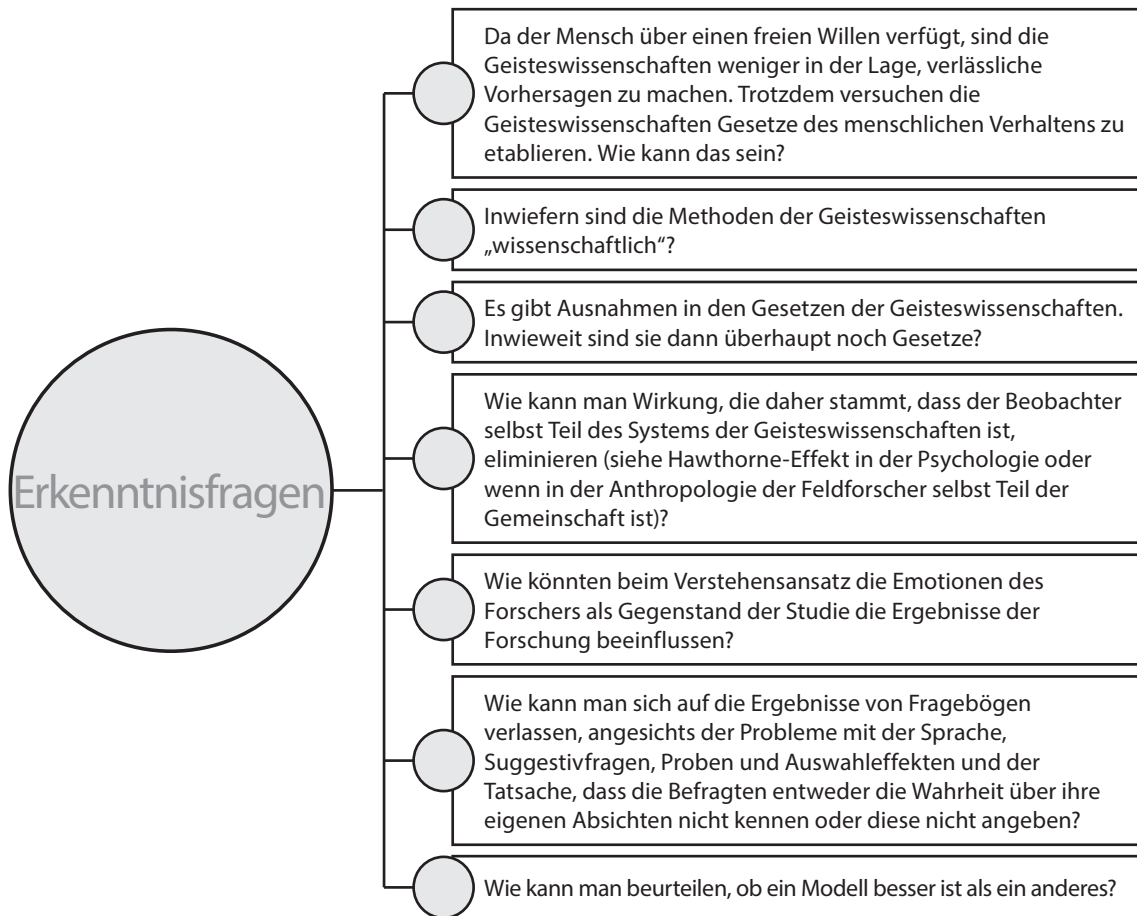 Da der Mensch über einen freien Willen verfügt, sind die
Geisteswissenschaften weniger in der Lage, verlässliche
Vorhersagen zu machen. Trotzdem versuchen die
Geisteswissenschaften Gesetze des menschlichen Verhaltens zu
etablieren. Wie kann das sein?
Inwiefern sind die Methoden der Geisteswissenschaften
„wissenschaftlich“?
Es gibt Ausnahmen in den Gesetzen der Geisteswissenschaften.
Inwieweit sind sie dann überhaupt noch Gesetze?
Wie kann man Wirkung, die daher stammt, dass der Beobachter
selbst Teil des Systems der Geisteswissenschaften ist,
eliminieren (siehe Hawthorne-Effekt in der Psychologie oder
wenn in der Anthropologie der Feldforscher selbst Teil der
Gemeinschaft ist)?
Erkenntnisfragen
Wie könnten beim Verstehensansatz die Emotionen des
Forschers als Gegenstand der Studie die Ergebnisse der
Forschung beeinflussen?
Wie kann man sich auf die Ergebnisse von Fragebögen
verlassen, angesichts der Probleme mit der Sprache,
Suggestivfragen, Proben und Auswahleffekten und der
Tatsache, dass die Befragten entweder die Wahrheit über ihre
eigenen Absichten nicht kennen oder diese nicht angeben?
Wie kann man beurteilen, ob ein Modell besser ist als ein anderes?